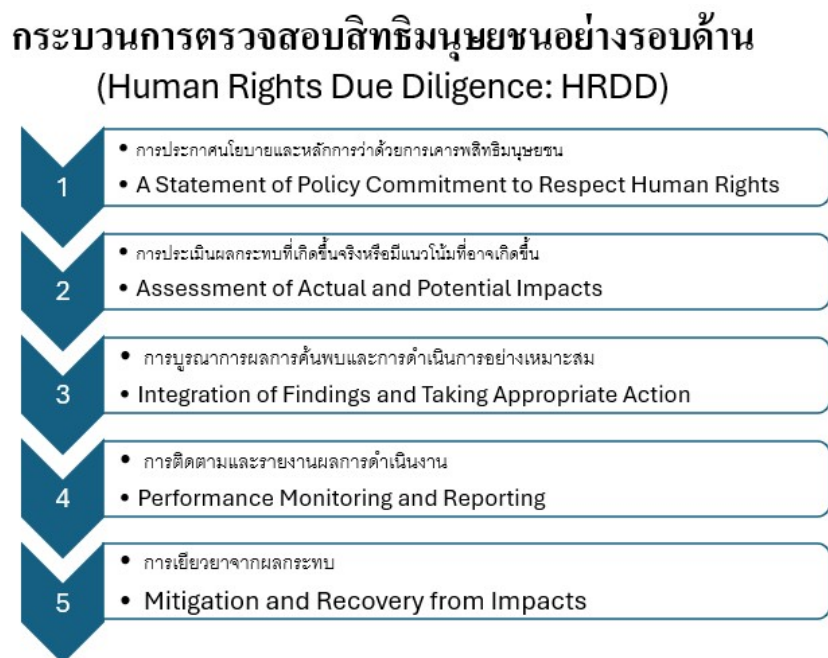 กระบวนการตรวจสอบสิทธิมนุษยชนอย่างรอบด้าน
(Human Rights Due Diligence: HRDD)
1
• การประกาศนโยบายและหลักการว่าด้วยการเคารพสิทธิมนุษยชน
• A Statement of Policy Commitment to Respect Human Rights
2
• การประเมินผลกระทบที่เกิดขึ้นจริงหรือมีแนวโน้มที่อาจเกิดขึ้น
• Assessment of Actual and Potential Impacts
3
• การบูรณาการผลการค้นพบและการดำเนินการอย่างเหมาะสม
• Integration of Findings and Taking Appropriate Action
4
• การติดตามและรายงานผลการดำเนินงาน
• Performance Monitoring and Reporting
5
• การเยียวยาจากผลกระทบ
• Mitigation and Recovery from Impacts